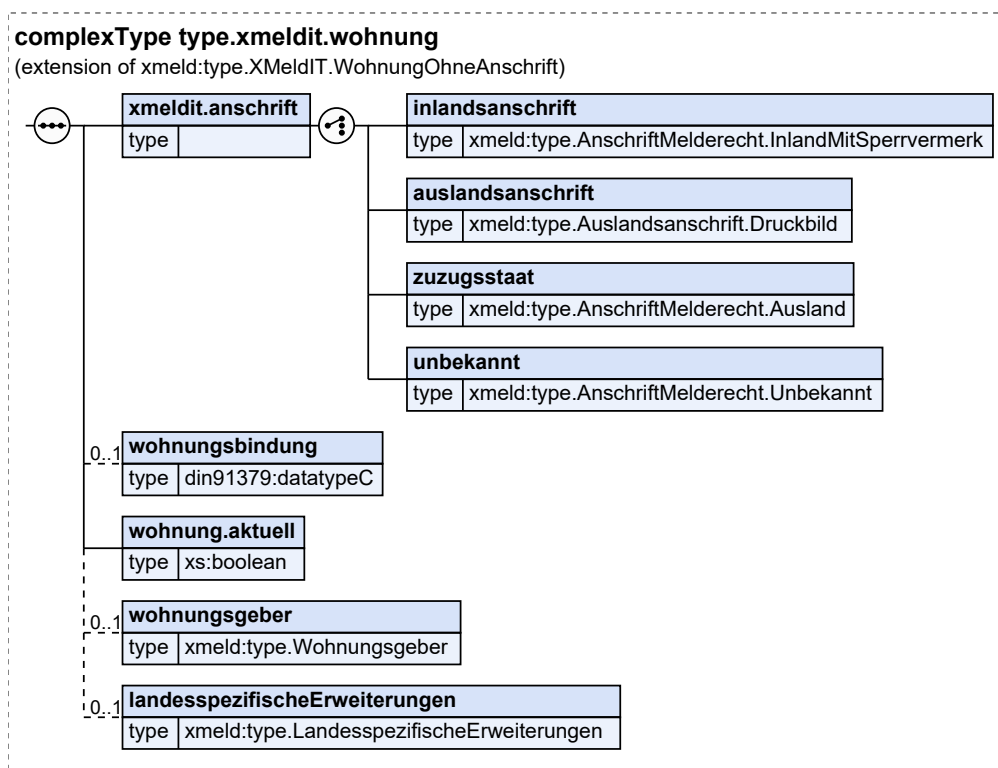 complexType type.xmeldit.wohnung
(extension of xmeld:type.XMeldIT.WohnungOhneAnschrift)
xmeldit.anschrift
type
inlandsanschrift
type xmeld:type.AnschriftMelderecht.InlandMitSperrvermerk
auslandsanschrift
type xmeld:type.Auslandsanschrift.Druckbild
zuzugsstaat
type xmeld:type.AnschriftMelderecht.Ausland
unbekannt
type xmeld:type.AnschriftMelderecht.Unbekannt
0..1
wohnungsbindung
type din91379:datatypeC
wohnung.aktuell
type xs:boolean
0..1
wohnungsgeber
type xmeld:type.Wohnungsgeber
0..1
landesspezifischeErweiterungen
type xmeld:type.LandesspezifischeErweiterungen